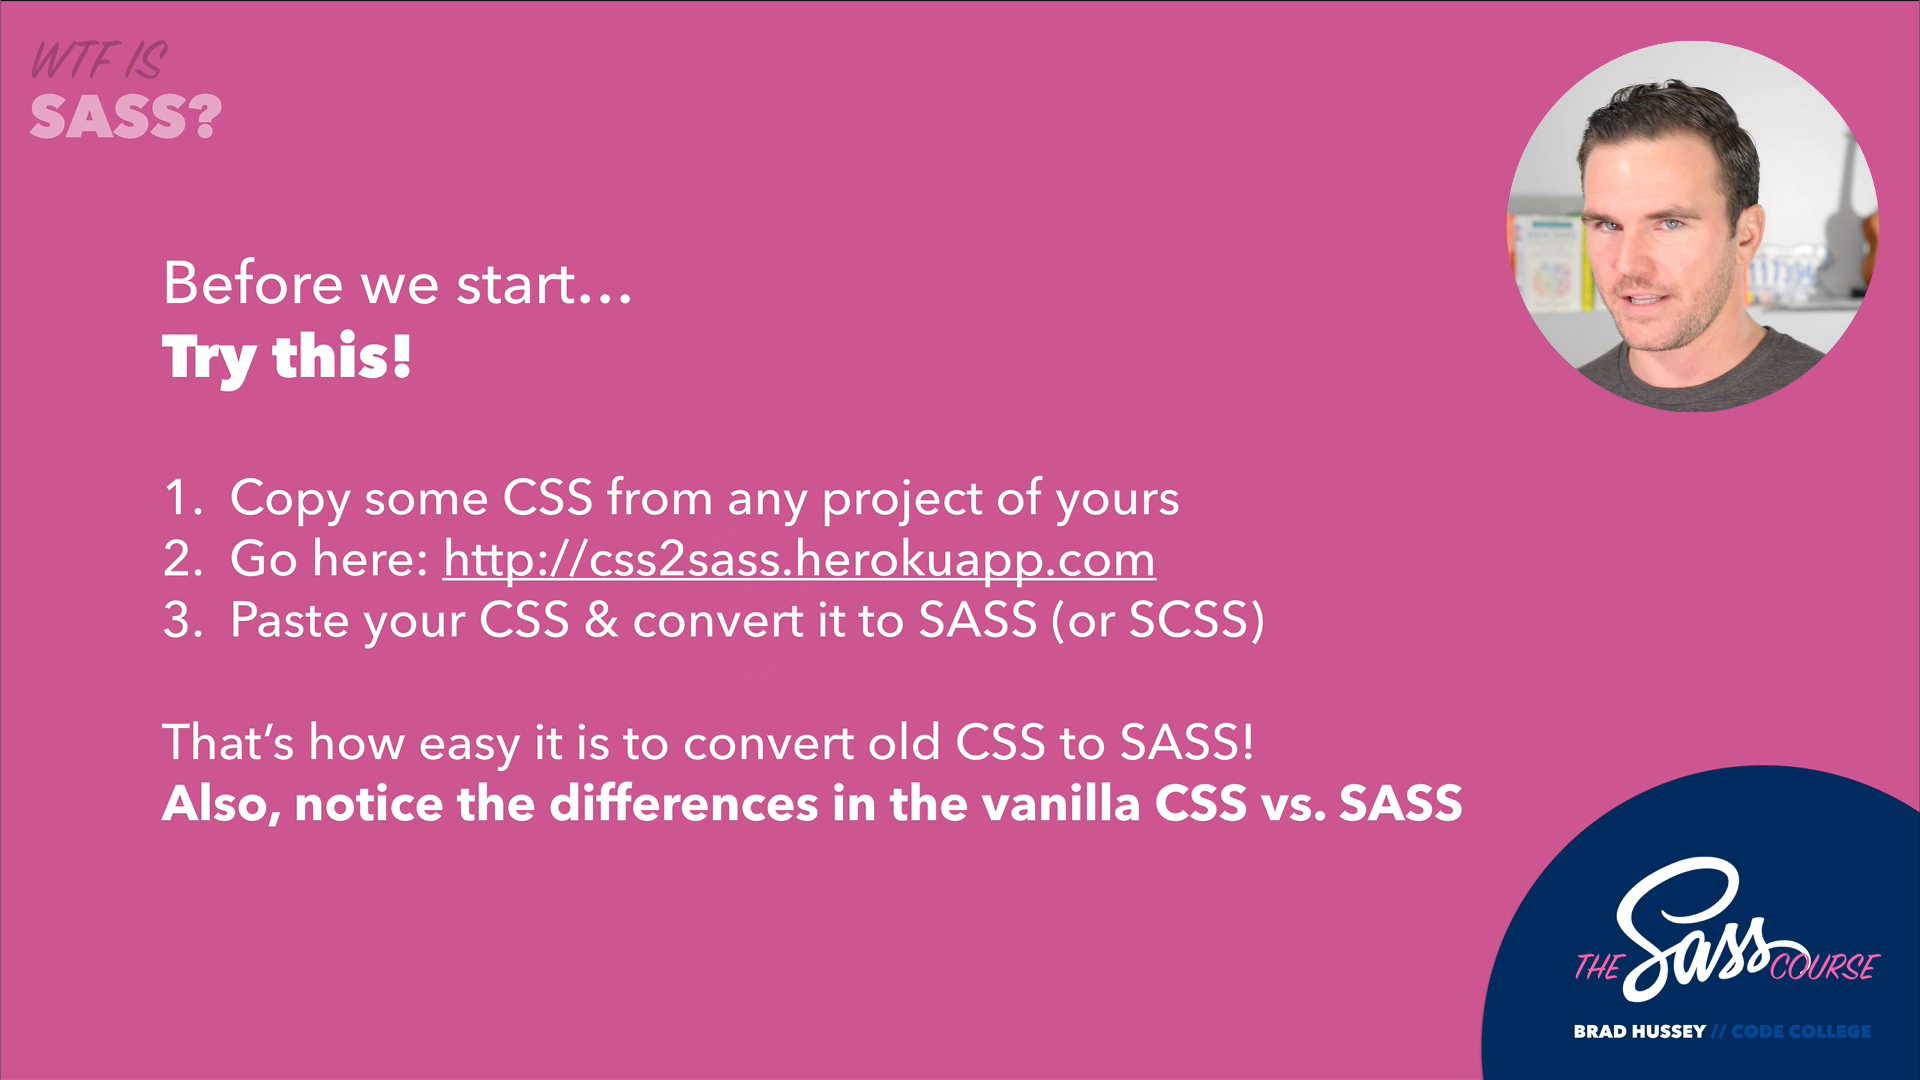 WTF IS
SASS?
Before we start...
Try this!
1. Copy some CSS from any project of yours
2. Go here: http://css2sass.herokuapp.com
3. Paste your CSS & convert it to SASS (or SCSS)
That’s how easy it is to convert old CSS to SASS!
Also, notice the differences in the vanilla CSS vs. SASS
THE Sass COURSE
BRAD HUSSEY // CODE COLLEGE